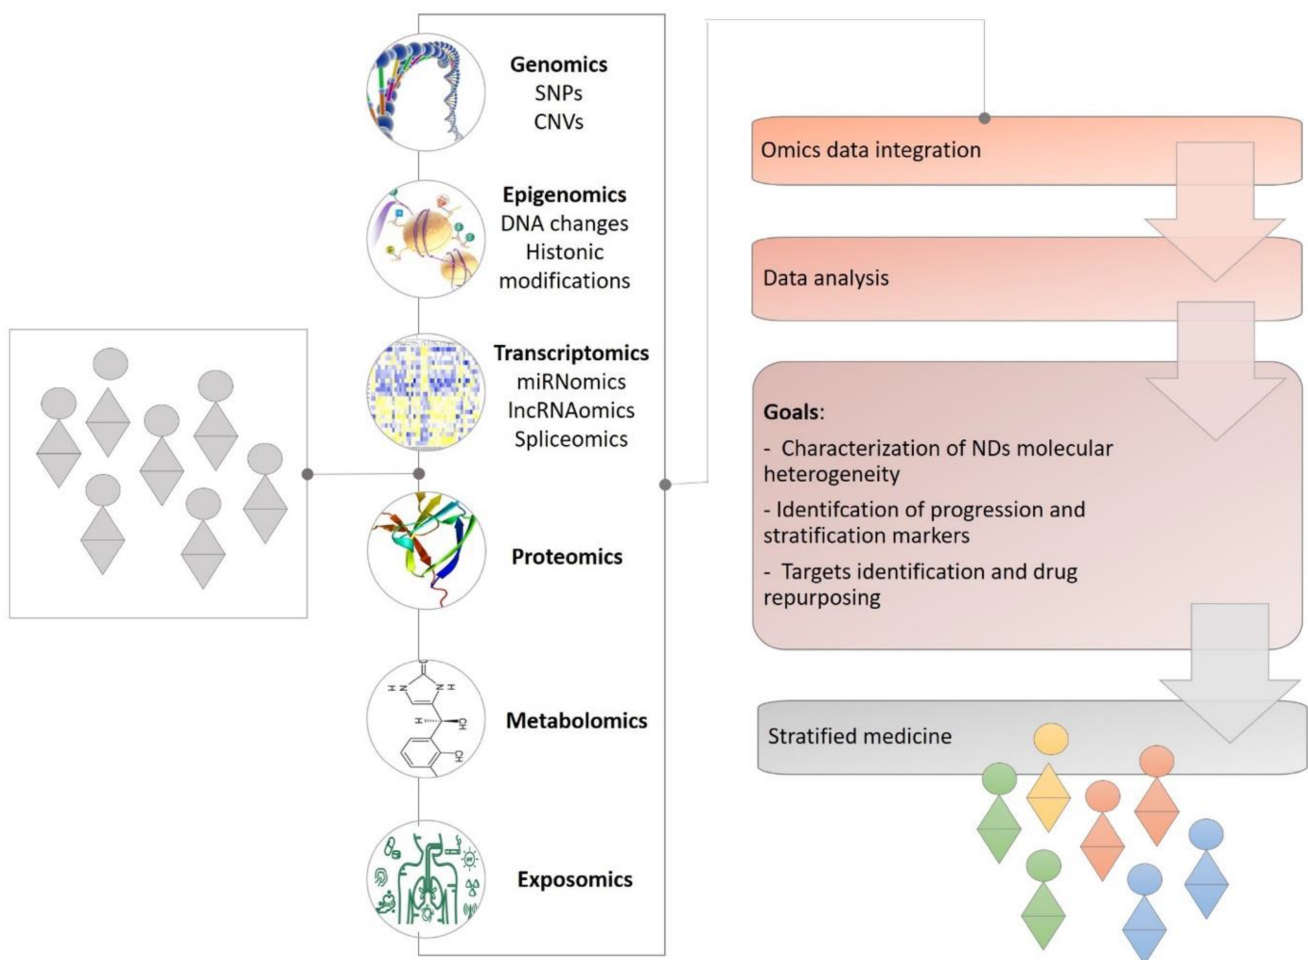 Genomics
SNPs
CNVs
Epigenomics
DNA changes
Histonic
modifications
Transcriptomics
miRNomics
lncRNAomics
Spliceomics
Proteomics
Metabolomics
Exposomics
Omics data integration
Data analysis
Goals:
- Characterization of NDs molecular
heterogeneity
- Identifcation of progression and
stratification markers
- Targets identification and drug
repurposing
Stratified medicine